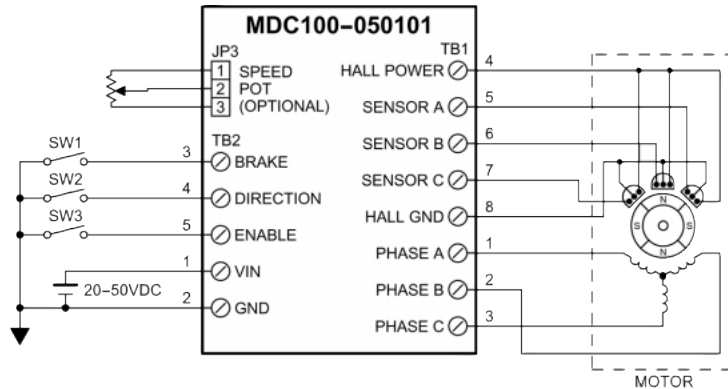 MDC100-050101
JP3
1 SPEED
2 POT
3 (OPTIONAL)
TB2
SW1
3 BRAKE
SW2
4 DIRECTION
SW3
5 ENABLE
1 VIN
20-50VDC
2 GND
TB1
HALL POWER 4
SENSOR A 5
SENSOR B 6
SENSOR C 7
HALL GND 8
PHASE A 1
PHASE B 2
PHASE C 3
N
S S
N
MOTOR